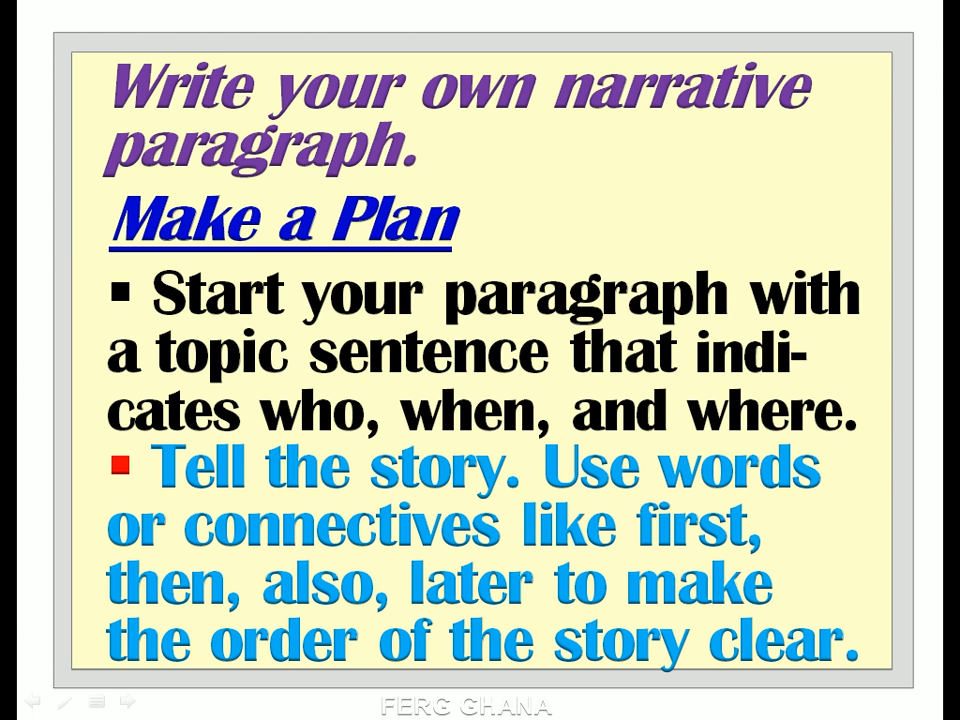 Write your own narrative
paragraph.
Make a Plan
▪ Start your paragraph with
a topic sentence that indi-
cates who, when, and where.
▪ Tell the story. Use words
or connectives like first,
then, also, later to make
the order of the story clear.
FERG GHANA